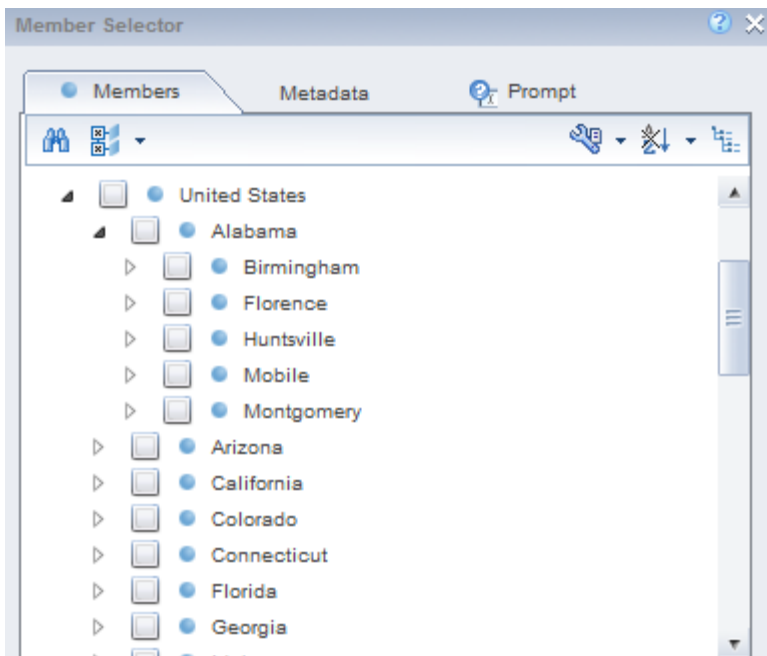 Member Selector
Members Metadata Prompt
United States
Alabama
Birmingham
Florence
Huntsville
Mobile
Montgomery
Arizona
California
Colorado
Connecticut
Florida
Georgia